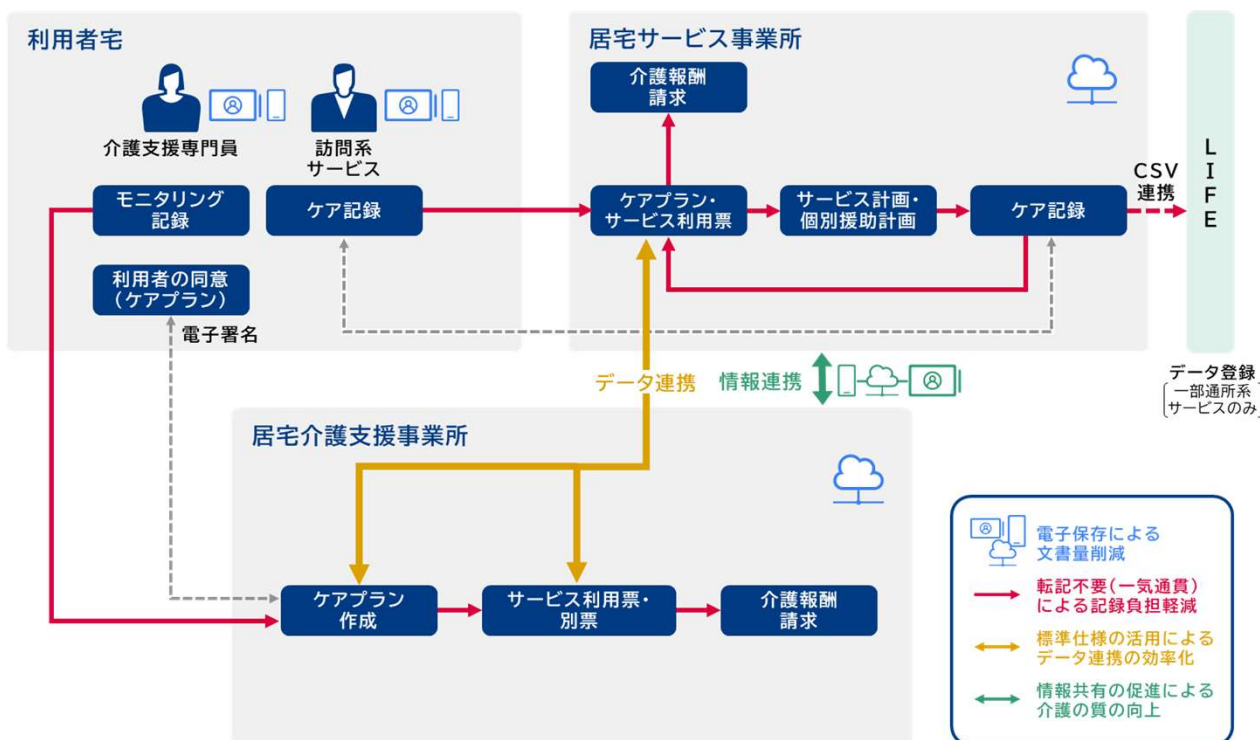 利用者宅
介護支援専門員
訪問系
サービス
モニタリング
記録
ケア記録
利用者の同意
（ケアプラン）
電子署名
居宅サービス事業所
介護報酬
請求
ケアプラン・
サービス利用票
サービス計画・
個別援助計画
ケア記録
CSV
連携
LIFE
データ登録
一部通所系
サービスのみ
データ連携
情報連携
居宅介護支援事業所
ケアプラン
作成
サービス利用票・
別票
介護報酬
請求
電子保存による
文書量削減
転記不要(一気通貫)
による記録負担軽減
標準仕様の活用による
データ連携の効率化
情報共有の促進による
介護の質の向上